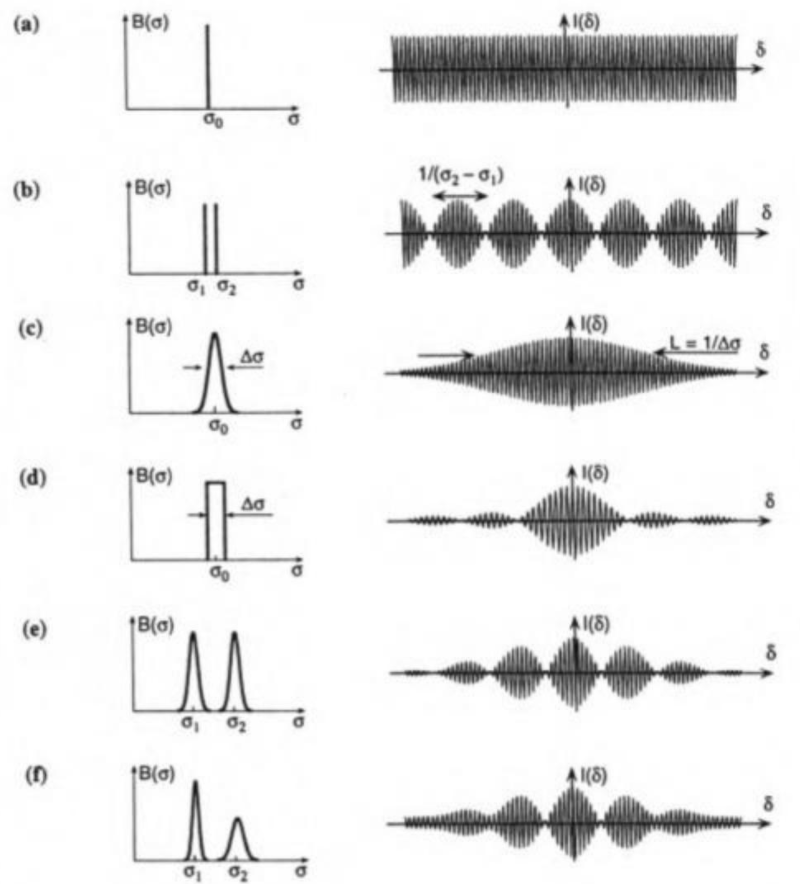 (a)
B(σ)
σ₀
σ
I(δ)
δ
(b)
B(σ)
σ₁ σ₂
σ
1/(σ₂ – σ₁)
I(δ)
δ
(c)
B(σ)
Δσ
σ₀
σ
I(δ)
L = 1/Δσ
δ
(d)
B(σ)
Δσ
σ₀
σ
I(δ)
δ
(e)
B(σ)
σ₁
σ₂
σ
I(δ)
δ
(f)
B(σ)
σ₁
σ₂
σ
I(δ)
δ